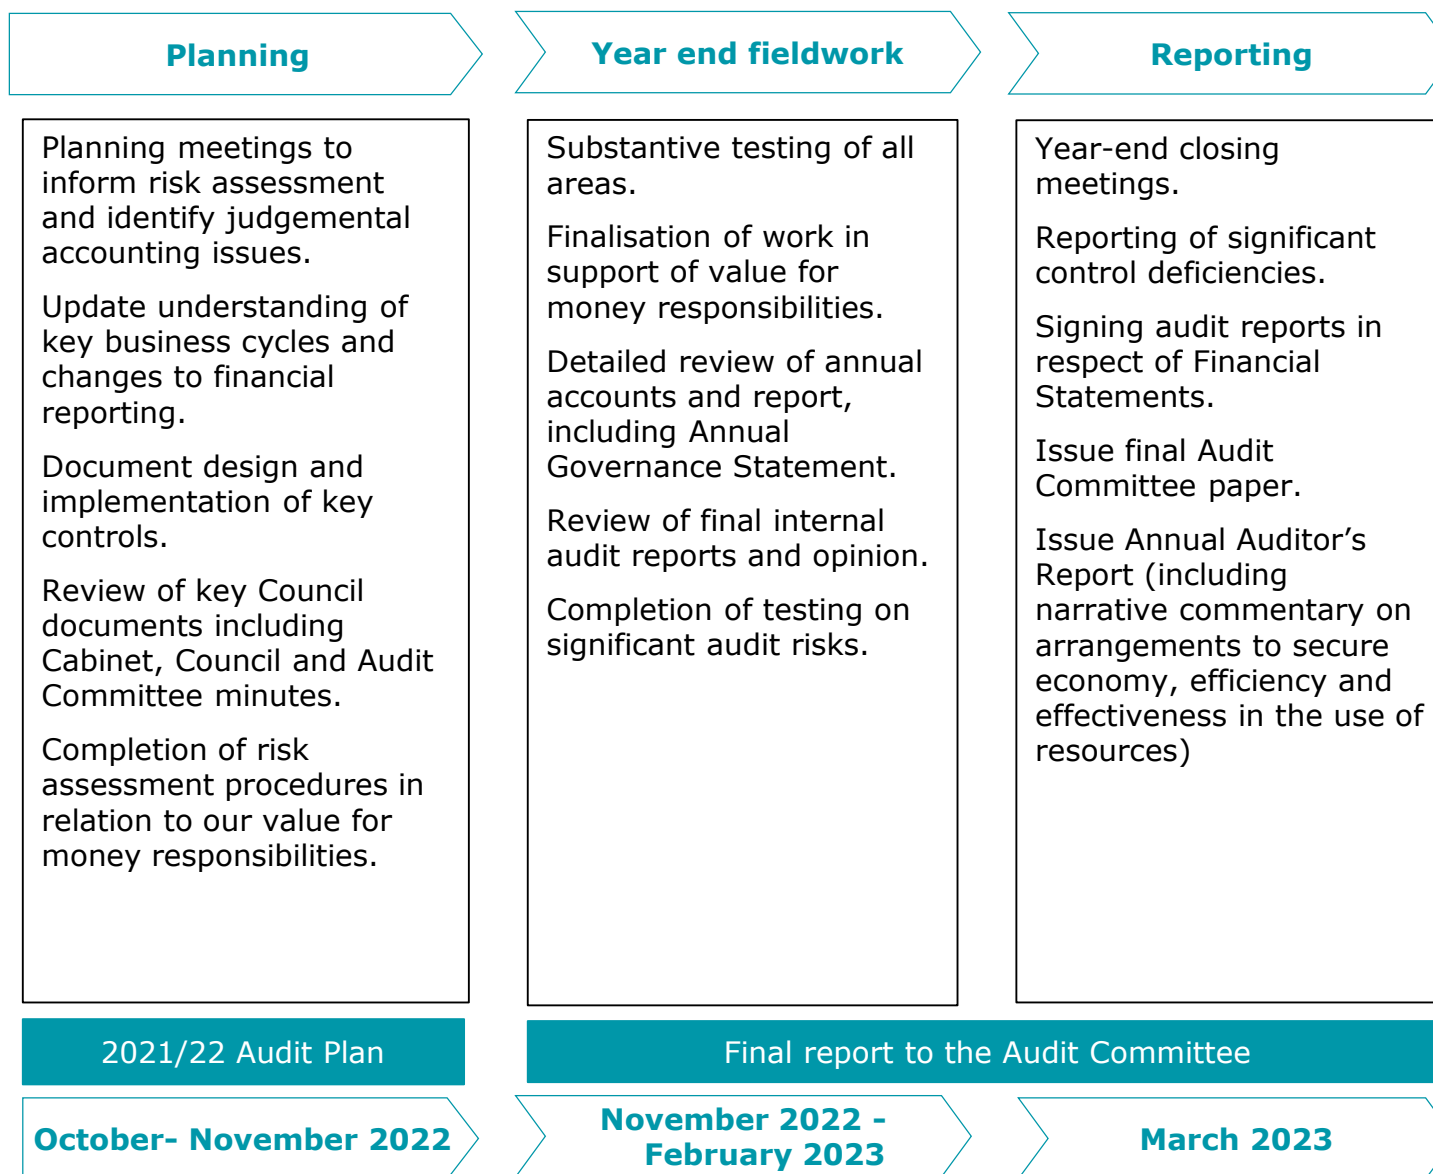 Planning
Year end fieldwork
Reporting
Planning meetings to
inform risk assessment
and identify judgemental
accounting issues.
Update understanding of
key business cycles and
changes to financial
reporting.
Document design and
implementation of key
controls.
Review of key Council
documents including
Cabinet, Council and Audit
Committee minutes.
Completion of risk
assessment procedures in
relation to our value for
money responsibilities.
Substantive testing of all
areas.
Finalisation of work in
support of value for
money responsibilities.
Detailed review of annual
accounts and report,
including Annual
Governance Statement.
Review of final internal
audit reports and opinion.
Completion of testing on
significant audit risks.
Year-end closing
meetings.
Reporting of significant
control deficiencies.
Signing audit reports in
respect of Financial
Statements.
Issue final Audit
Committee paper.
Issue Annual Auditor’s
Report (including
narrative commentary on
arrangements to secure
economy, efficiency and
effectiveness in the use of
resources)
2021/22 Audit Plan
Final report to the Audit Committee
October– November 2022
November 2022 –
February 2023
March 2023